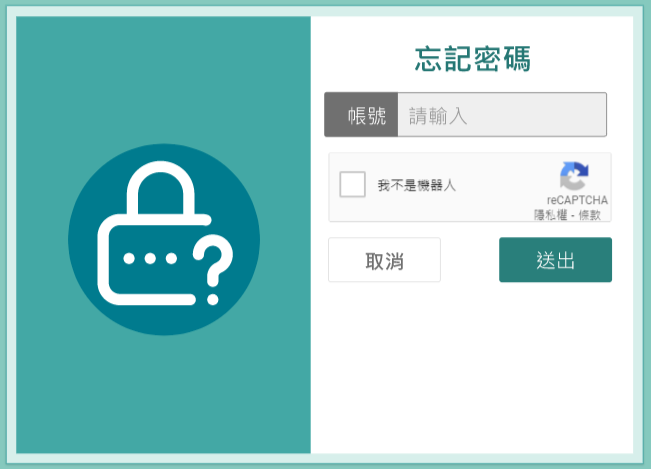 忘記密碼
帳號 請輸入
我不是機器人
reCAPTCHA
隱私權 - 條款
取消 送出